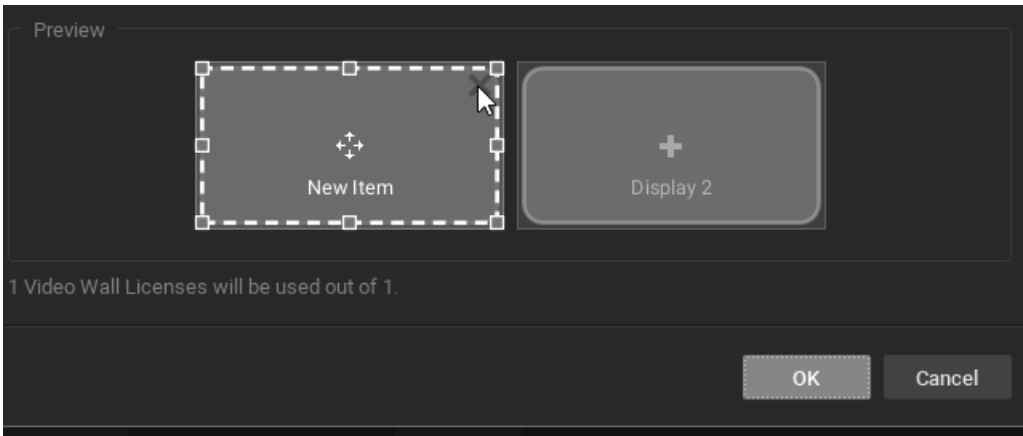 Preview
New Item
Display 2
1 Video Wall Licenses will be used out of 1.
OK
Cancel